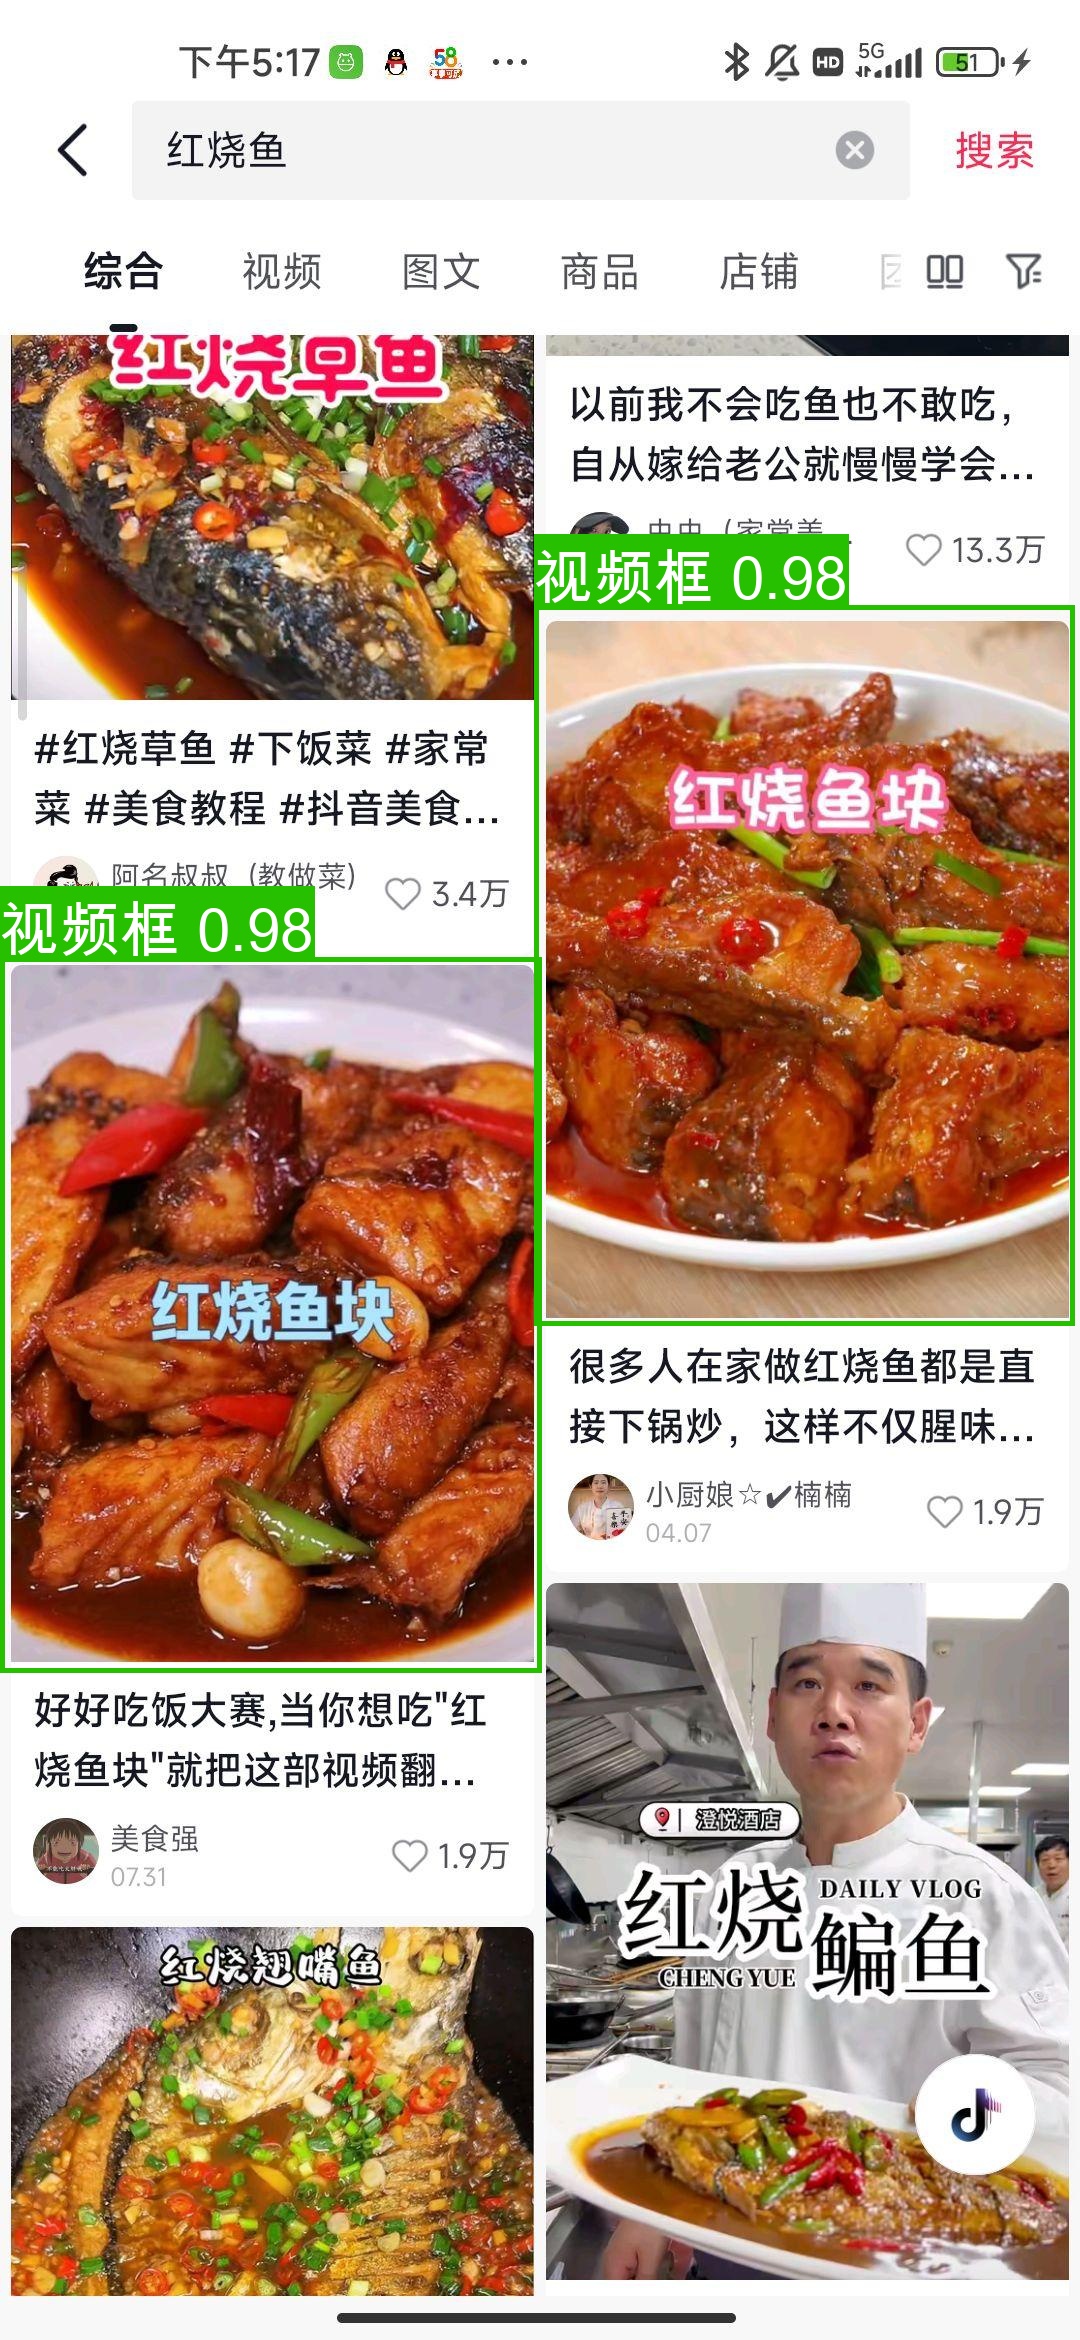 下午5:17
58
HD
5G
51
红烧鱼
搜索
综合
视频
图文
商品
店铺
红烧草鱼
#红烧草鱼 #下饭菜 #家常
菜 #美食教程 #抖音美食...
阿名叔叔（教做菜）
3.4万
视频框 0.98
红烧鱼块
好好吃饭大赛,当你想吃"红
烧鱼块"就把这部视频翻...
美食强
07.31
1.9万
红烧翘嘴鱼
以前我不会吃鱼也不敢吃，
自从嫁给老公就慢慢学会...
13.3万
视频框 0.98
红烧鱼块
很多人在家做红烧鱼都是直
接下锅炒，这样不仅腥味...
小厨娘☆✔楠楠
04.07
1.9万
澄悦酒店
红烧
DAILY VLOG
CHENG YUE
鳊鱼